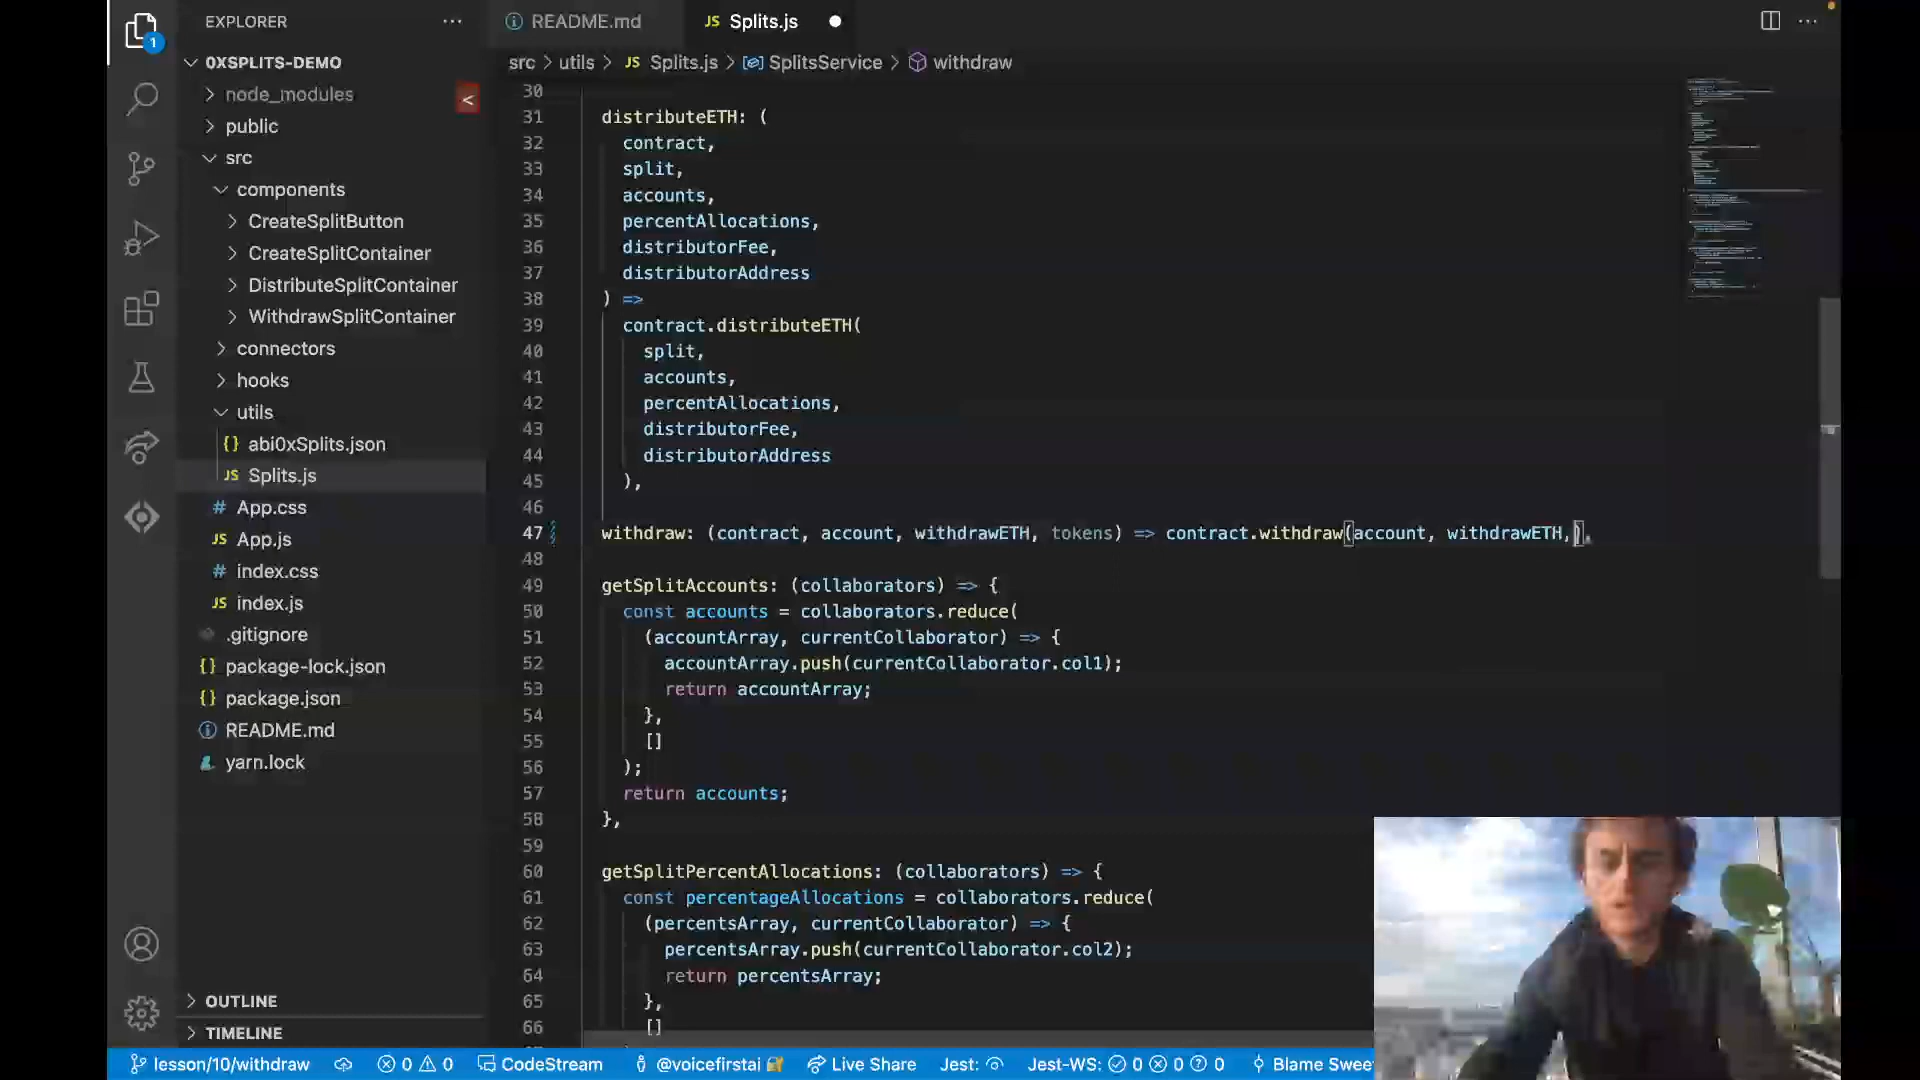 EXPLORER
0XSPLITS-DEMO
node_modules
<
public
src
components
CreateSplitButton
CreateSplitContainer
DistributeSplitContainer
WithdrawSplitContainer
connectors
hooks
utils
{} abi0xSplits.json
JS Splits.js
# App.css
JS App.js
# index.css
JS index.js
.gitignore
{} package-lock.json
{} package.json
README.md
yarn.lock
OUTLINE
TIMELINE
1
README.md
JS Splits.js
src > utils > JS Splits.js > SplitsService > withdraw
30
31 distributeETH: (
32 contract,
33 split,
34 accounts,
35 percentAllocations,
36 distributorFee,
37 distributorAddress
38 ) =>
39 contract.distributeETH(
40 split,
41 accounts,
42 percentAllocations,
43 distributorFee,
44 distributorAddress
45 ),
46
47 withdraw: (contract, account, withdrawETH, tokens) => contract.withdraw(account, withdrawETH,),
48
49 getSplitAccounts: (collaborators) => {
50 const accounts = collaborators.reduce(
51 (accountArray, currentCollaborator) => {
52 accountArray.push(currentCollaborator.col1);
53 return accountArray;
54 },
55 []
56 );
57 return accounts;
58 },
59
60 getSplitPercentAllocations: (collaborators) => {
61 const percentageAllocations = collaborators.reduce(
62 (percentsArray, currentCollaborator) => {
63 percentsArray.push(currentCollaborator.col2);
64 return percentsArray;
65 },
66 []
lesson/10/withdraw 0 0 CodeStream @voicefirstai Live Share Jest: Jest-WS: 0 0 0 Blame Swee